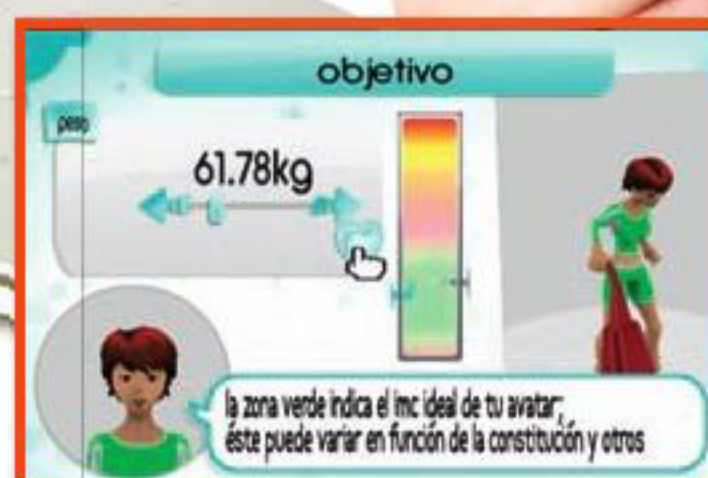 objetivo
peso
61.78kg
la zona verde indica el imc ideal de tu avatar;
éste puede variar en función de la constitución y otros